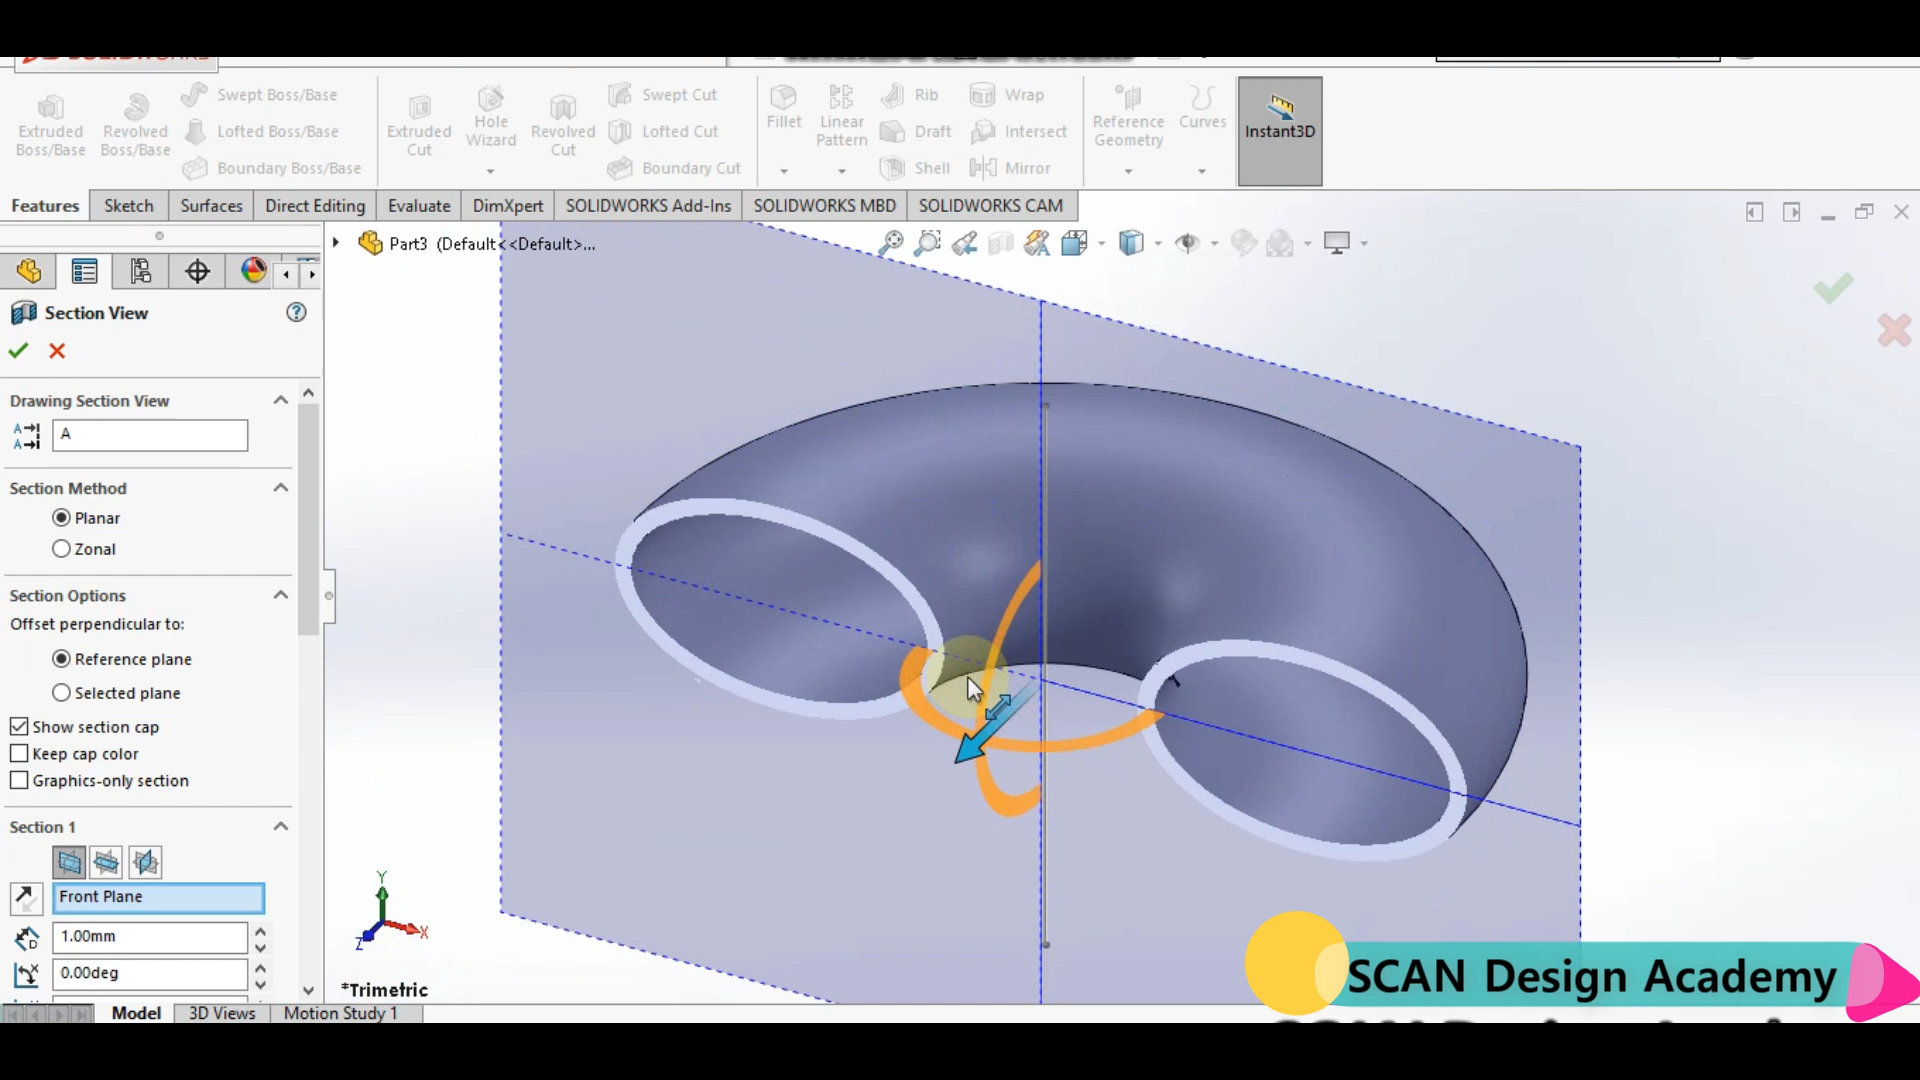 SOLIDWORKS
Swept Boss/Base
Lofted Boss/Base
Boundary Boss/Base
Extruded
Boss/Base
Revolved
Boss/Base
Extruded
Cut
Hole
Wizard
Revolved
Cut
Swept Cut
Lofted Cut
Boundary Cut
Fillet
Linear
Pattern
Rib
Draft
Shell
Wrap
Intersect
Mirror
Reference
Geometry
Curves
Instant3D
Features
Sketch
Surfaces
Direct Editing
Evaluate
DimXpert
SOLIDWORKS Add-Ins
SOLIDWORKS MBD
SOLIDWORKS CAM
Part3 (Default<<Default>...
Section View
Drawing Section View
A
Section Method
Planar
Zonal
Section Options
Offset perpendicular to:
Reference plane
Selected plane
Show section cap
Keep cap color
Graphics-only section
Section 1
Front Plane
1.00mm
0.00deg
Y
X
Z
*Trimetric
SCAN Design Academy
Model
3D Views
Motion Study 1